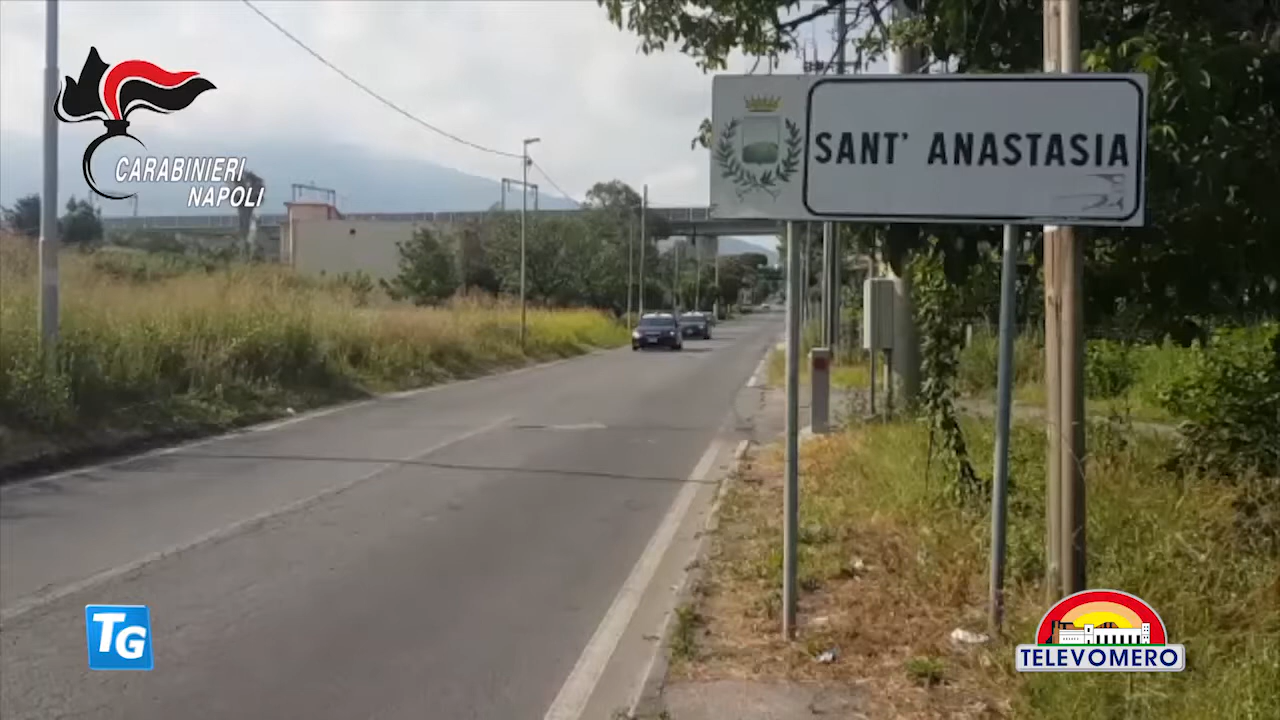 CARABINIERI
NAPOLI
SANT' ANASTASIA
TG
TELEVOMERO